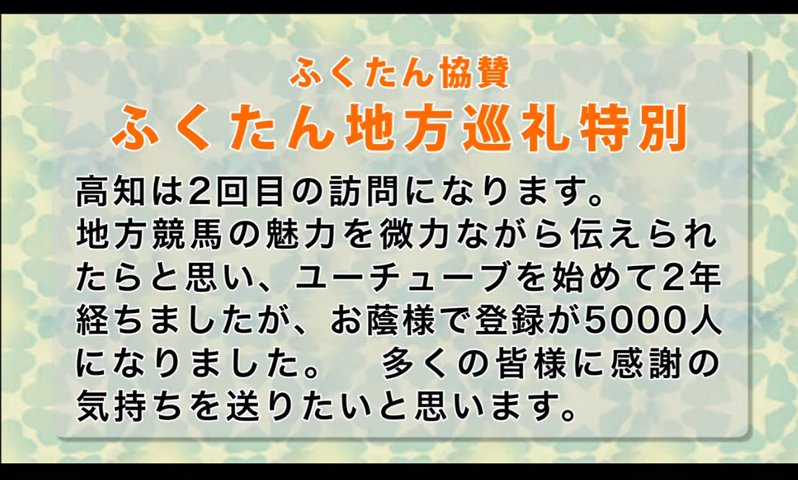 ふくたん協賛
ふくたん地方巡礼特別
高知は2回目の訪問になります。
地方競馬の魅力を微力ながら伝えられ
たらと思い、ユーチューブを始めて2年
経ちましたが、お蔭様で登録が5000人
になりました。　多くの皆様に感謝の
気持ちを送りたいと思います。